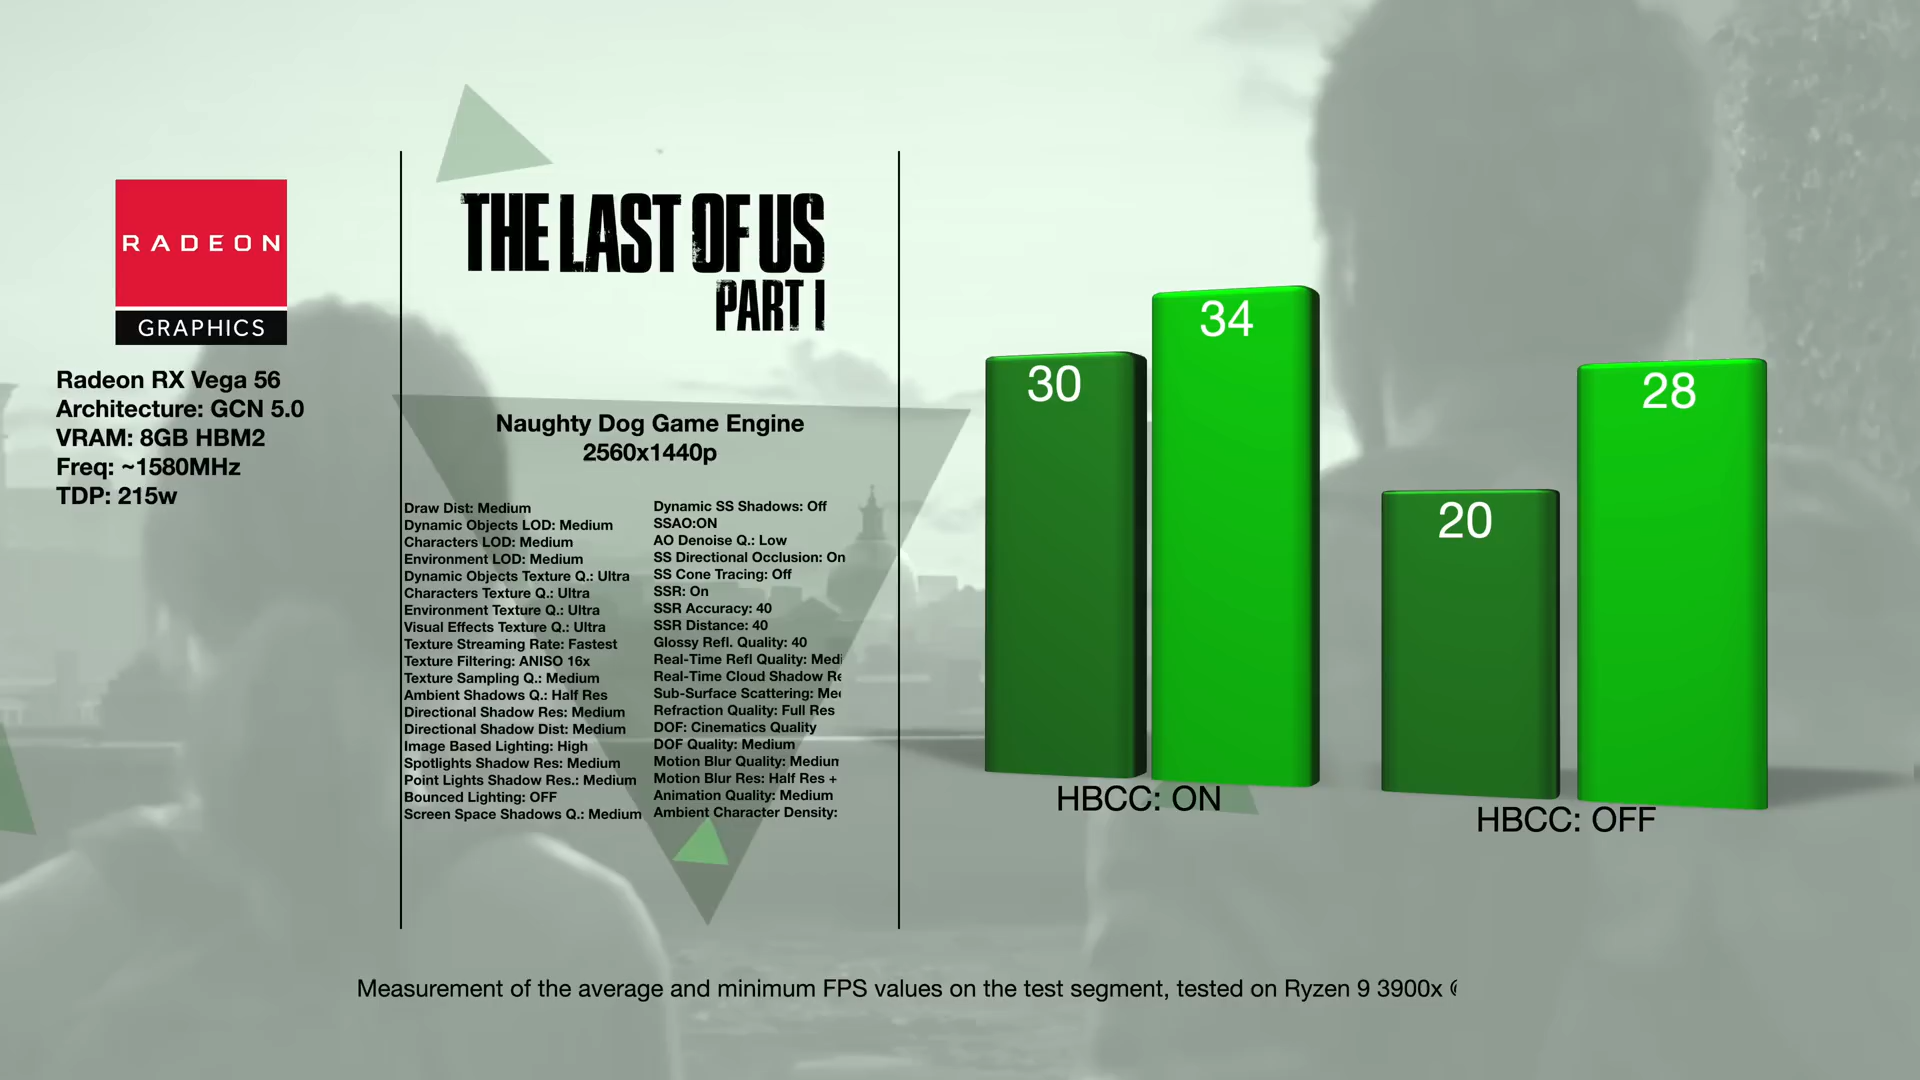 RADEON
GRAPHICS
Radeon RX Vega 56
Architecture: GCN 5.0
VRAM: 8GB HBM2
Freq: ~1580MHz
TDP: 215w
THE LAST OF US
PART I
Naughty Dog Game Engine
2560x1440p
Draw Dist: Medium
Dynamic Objects LOD: Medium
Characters LOD: Medium
Environment LOD: Medium
Dynamic Objects Texture Q.: Ultra
Characters Texture Q.: Ultra
Environment Texture Q.: Ultra
Visual Effects Texture Q.: Ultra
Texture Streaming Rate: Fastest
Texture Filtering: ANISO 16x
Texture Sampling Q.: Medium
Ambient Shadows Q.: Half Res
Directional Shadow Res: Medium
Directional Shadow Dist: Medium
Image Based Lighting: High
Spotlights Shadow Res: Medium
Point Lights Shadow Res.: Medium
Bounced Lighting: OFF
Screen Space Shadows Q.: Medium
Dynamic SS Shadows: Off
SSAO:ON
AO Denoise Q.: Low
SS Directional Occlusion: On
SS Cone Tracing: Off
SSR: On
SSR Accuracy: 40
SSR Distance: 40
Glossy Refl. Quality: 40
Real-Time Refl Quality:
Real-Time Cloud Shadow
Sub-Surface Scattering:
Refraction Quality: Full Res
DOF: Cinematics Quality
DOF Quality: Medium
Motion Blur Quality: Medium
Motion Blur Res: Half Res +
Animation Quality: Medium
Ambient Character Density:
30
34
20
28
HBCC: ON
HBCC: OFF
Measurement of the average and minimum FPS values on the test segment, tested on Ryzen 9 3900x